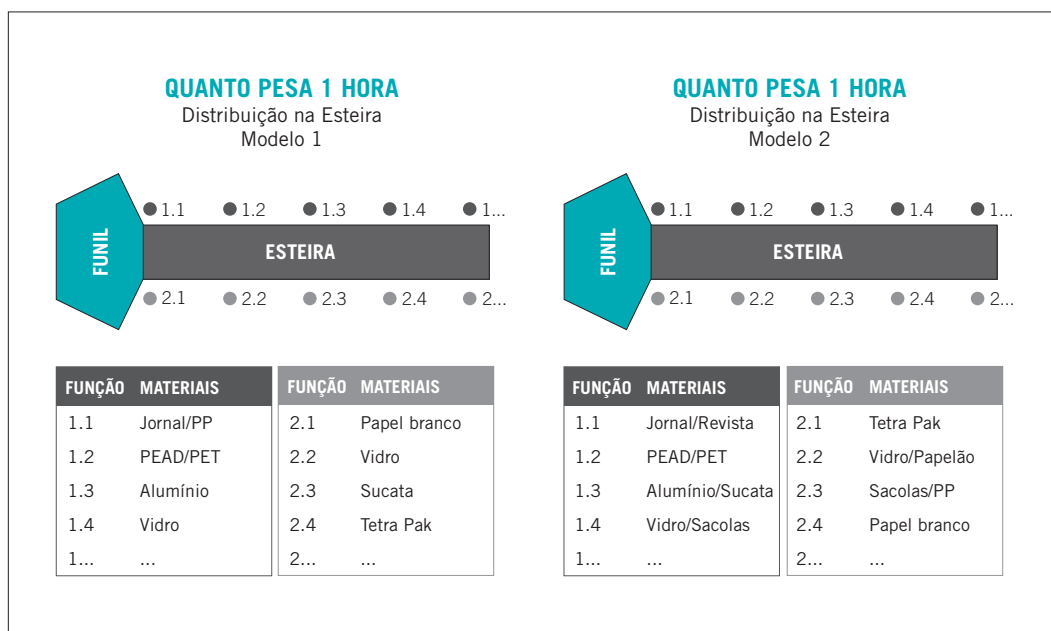 QUANTO PESA 1 HORA
Distribuição na Esteira
Modelo 1
FUNIL
1.1 1.2 1.3 1.4 1...
ESTEIRA
2.1 2.2 2.3 2.4 2...
FUNÇÃO MATERIAIS
1.1 Jornal/PP
1.2 PEAD/PET
1.3 Alumínio
1.4 Vidro
1... ...
FUNÇÃO MATERIAIS
2.1 Papel branco
2.2 Vidro
2.3 Sucata
2.4 Tetra Pak
2... ...
QUANTO PESA 1 HORA
Distribuição na Esteira
Modelo 2
FUNIL
1.1 1.2 1.3 1.4 1...
ESTEIRA
2.1 2.2 2.3 2.4 2...
FUNÇÃO MATERIAIS
1.1 Jornal/Revista
1.2 PEAD/PET
1.3 Alumínio/Sucata
1.4 Vidro/Sacolas
1... ...
FUNÇÃO MATERIAIS
2.1 Tetra Pak
2.2 Vidro/Papelão
2.3 Sacolas/PP
2.4 Papel branco
2... ...